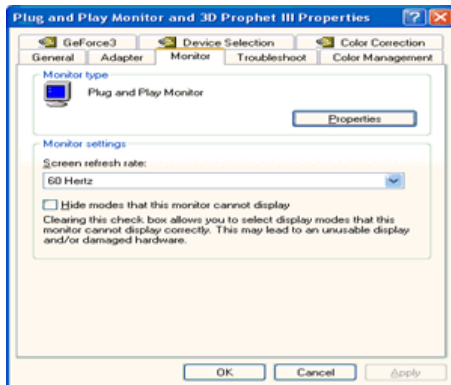 Plug and Play Monitor and 3D Prophet III Properties
GeForce3 Device Selection Color Correction
General Adapter Monitor Troubleshoot Color Management
Monitor type
Plug and Play Monitor
Properties
Monitor settings
Screen refresh rate:
60 Hertz
Hide modes that this monitor cannot display
Clearing this check box allows you to select display modes that this
monitor cannot display correctly. This may lead to an unusable display
and/or damaged hardware.
OK Cancel Apply